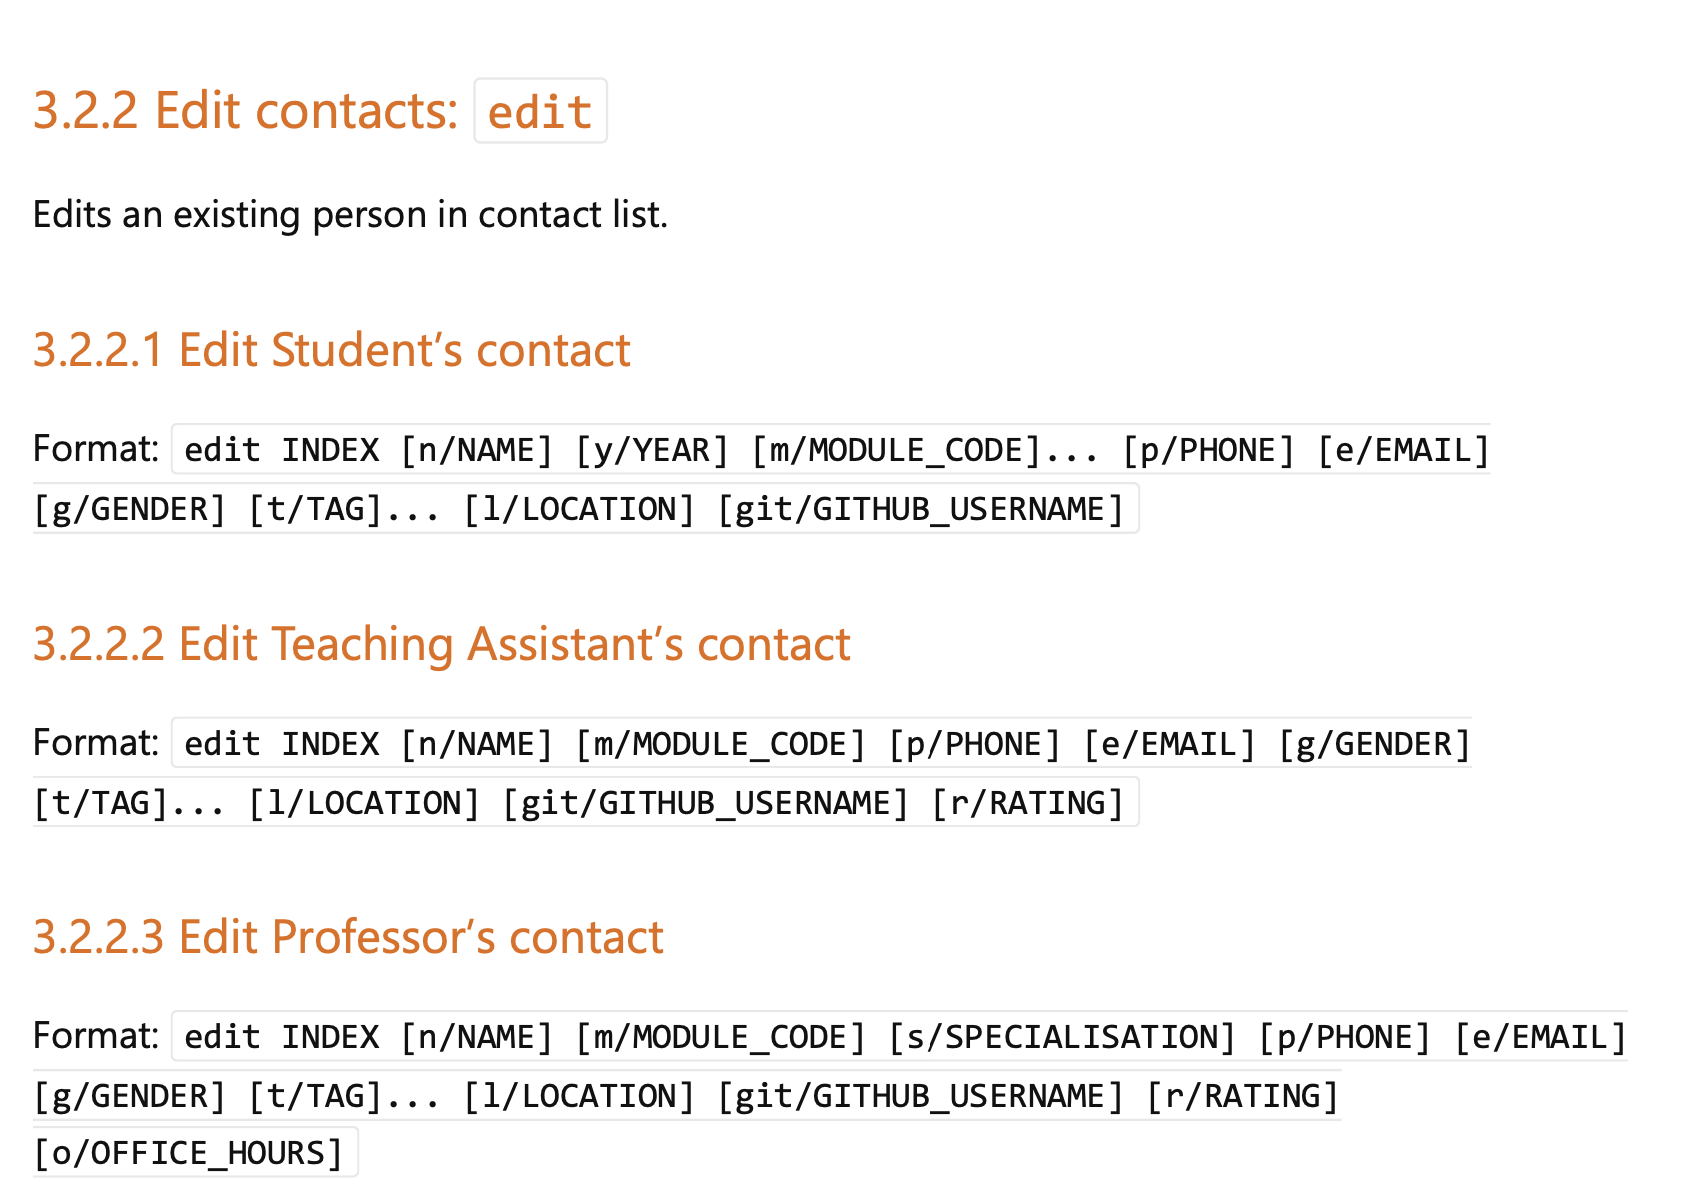 3.2.2 Edit contacts: edit
Edits an existing person in contact list.
3.2.2.1 Edit Student’s contact
Format: edit INDEX [n/NAME] [y/YEAR] [m/MODULE_CODE]... [p/PHONE] [e/EMAIL]
[g/GENDER] [t/TAG]... [l/LOCATION] [git/GITHUB_USERNAME]
3.2.2.2 Edit Teaching Assistant’s contact
Format: edit INDEX [n/NAME] [m/MODULE_CODE] [p/PHONE] [e/EMAIL] [g/GENDER]
[t/TAG]... [l/LOCATION] [git/GITHUB_USERNAME] [r/RATING]
3.2.2.3 Edit Professor’s contact
Format: edit INDEX [n/NAME] [m/MODULE_CODE] [s/SPECIALISATION] [p/PHONE] [e/EMAIL]
[g/GENDER] [t/TAG]... [l/LOCATION] [git/GITHUB_USERNAME] [r/RATING]
[o/OFFICE_HOURS]